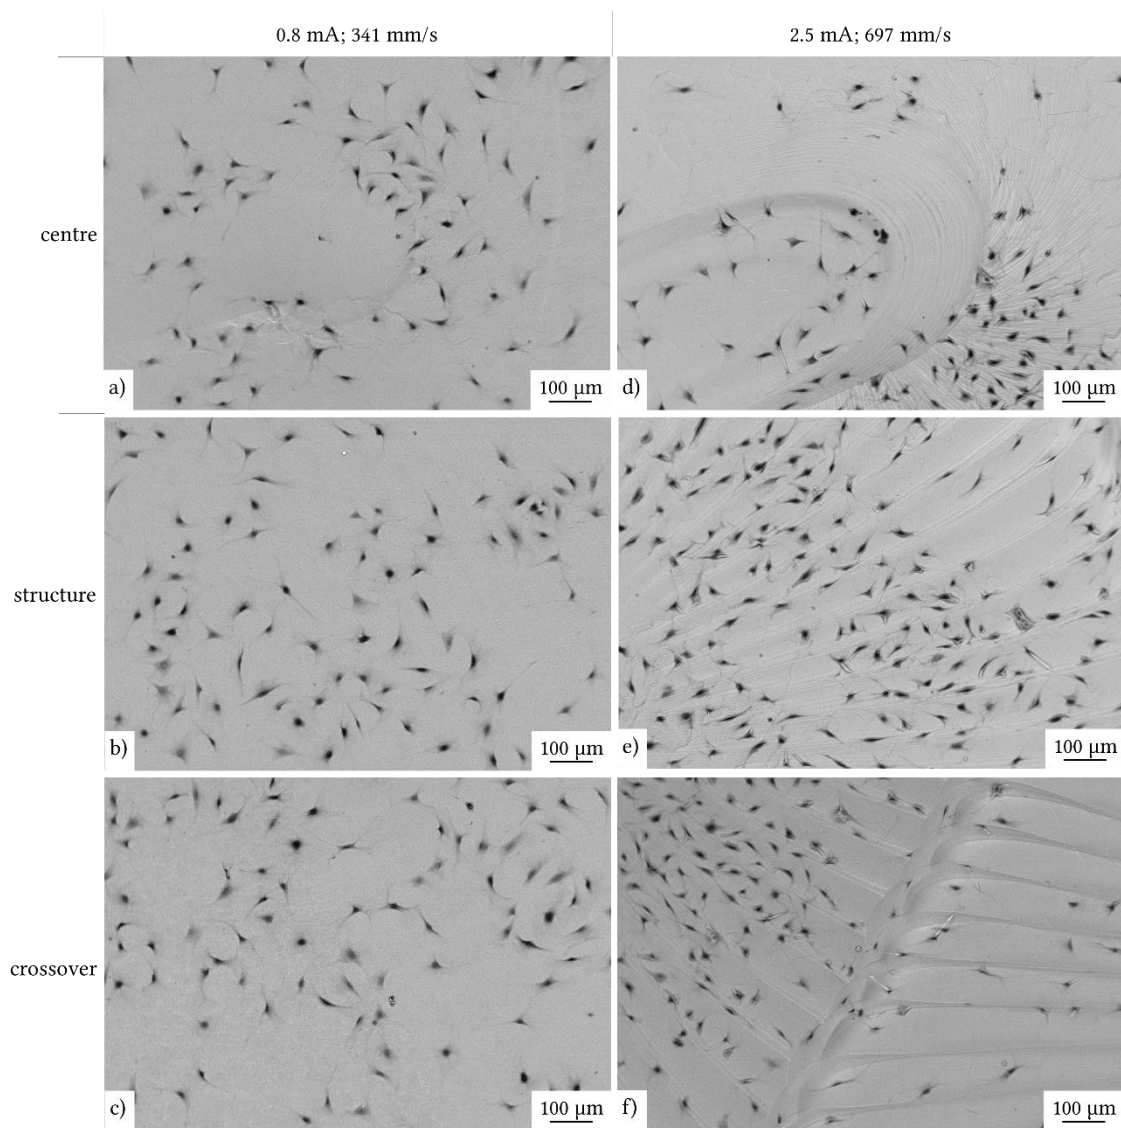 0.8 mA; 341 mm/s
2.5 mA; 697 mm/s
centre
a)
100 µm
d)
100 µm
structure
b)
100 µm
e)
100 µm
crossover
c)
100 µm
f)
100 µm